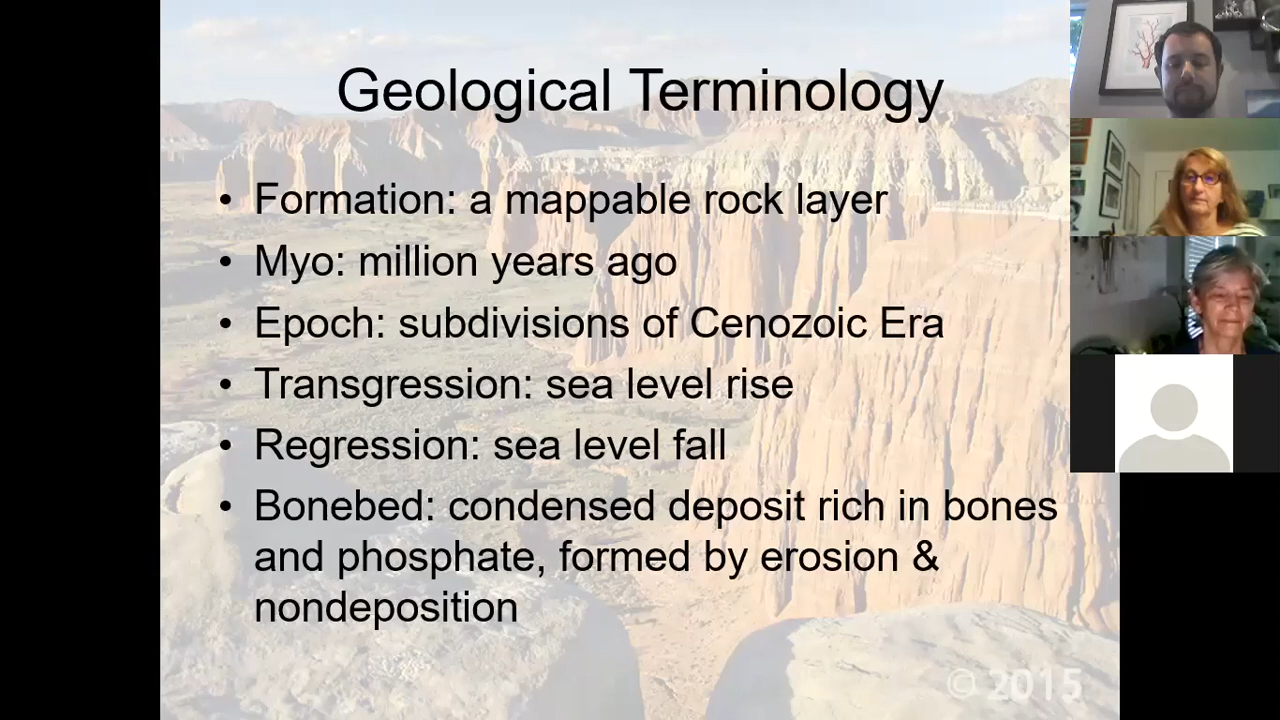 Geological Terminology
• Formation: a mappable rock layer
• Myo: million years ago
• Epoch: subdivisions of Cenozoic Era
• Transgression: sea level rise
• Regression: sea level fall
• Bonebed: condensed deposit rich in bones
and phosphate, formed by erosion &
nondeposition
© 2015